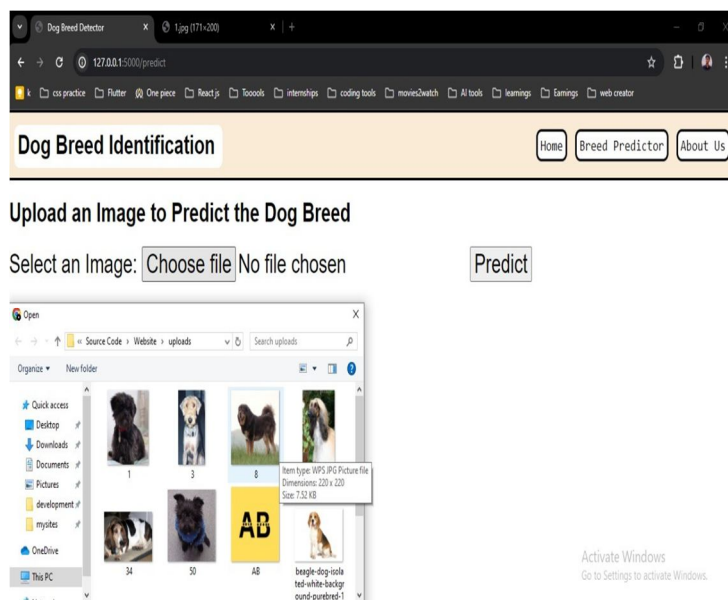 Dog Breed Detector
1.jpg (171×200)
127.0.0.1:5000/predict
k css practice Flutter One piece React js Tooools internships coding tools movies2watch AI tools learnings Earnings web creator
Dog Breed Identification
Home Breed Predictor About Us
Upload an Image to Predict the Dog Breed
Select an Image: Choose file No file chosen Predict
Open
« Source Code › Website › uploads Search uploads
Organize New folder
Quick access
Desktop
Downloads
Documents
Pictures
development
mysites
OneDrive
This PC
1 3 8
Item type: WPS JPG Picture file
Dimensions: 220 x 220
Size: 7.52 KB
AB
34 50 AB beagle-dog-isola
ted-white-backgr
ound-purebred-1
Activate Windows
Go to Settings to activate Windows.